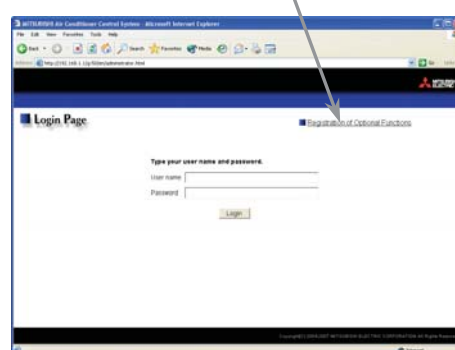 MITSUBISHI Air Conditioner Control System - Microsoft Internet Explorer
File Edit View Favorites Tools Help
Search Favorites Media
Login Page
Registration of Optional Functions
Type your user name and password.
User name
Password
Login